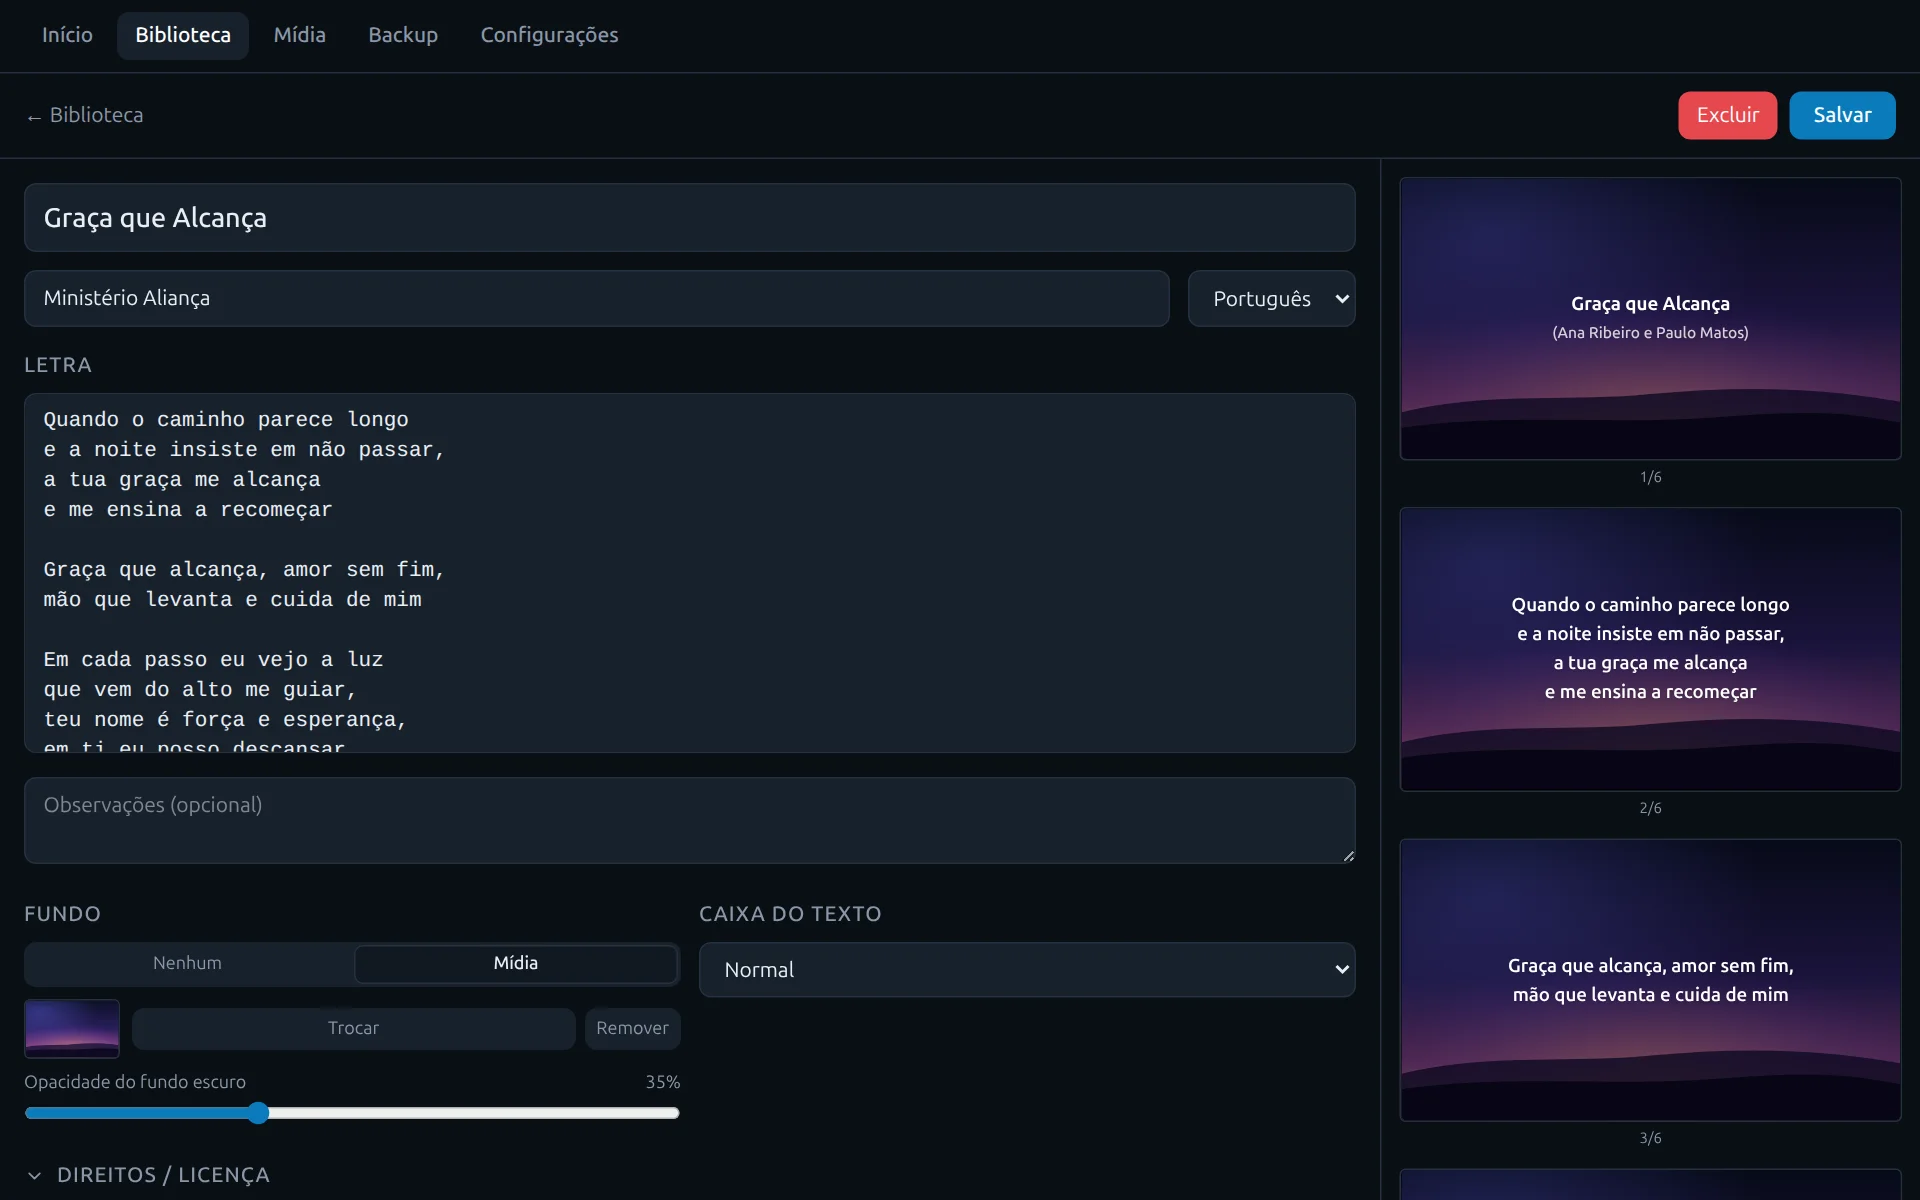 Início Biblioteca Mídia Backup Configurações
← Biblioteca
Excluir Salvar
Graça que Alcança
Ministério Aliança
Português
LETRA
Quando o caminho parece longo
e a noite insiste em não passar,
a tua graça me alcança
e me ensina a recomeçar
Graça que alcança, amor sem fim,
mão que levanta e cuida de mim
Em cada passo eu vejo a luz
que vem do alto me guiar,
teu nome é força e esperança,
em ti eu posso descansar
Observações (opcional)
FUNDO
Nenhum Mídia
Trocar Remover
Opacidade do fundo escuro 35%
CAIXA DO TEXTO
Normal
DIREITOS / LICENÇA
Graça que Alcança
(Ana Ribeiro e Paulo Matos)
1/6
Quando o caminho parece longo
e a noite insiste em não passar,
a tua graça me alcança
e me ensina a recomeçar
2/6
Graça que alcança, amor sem fim,
mão que levanta e cuida de mim
3/6